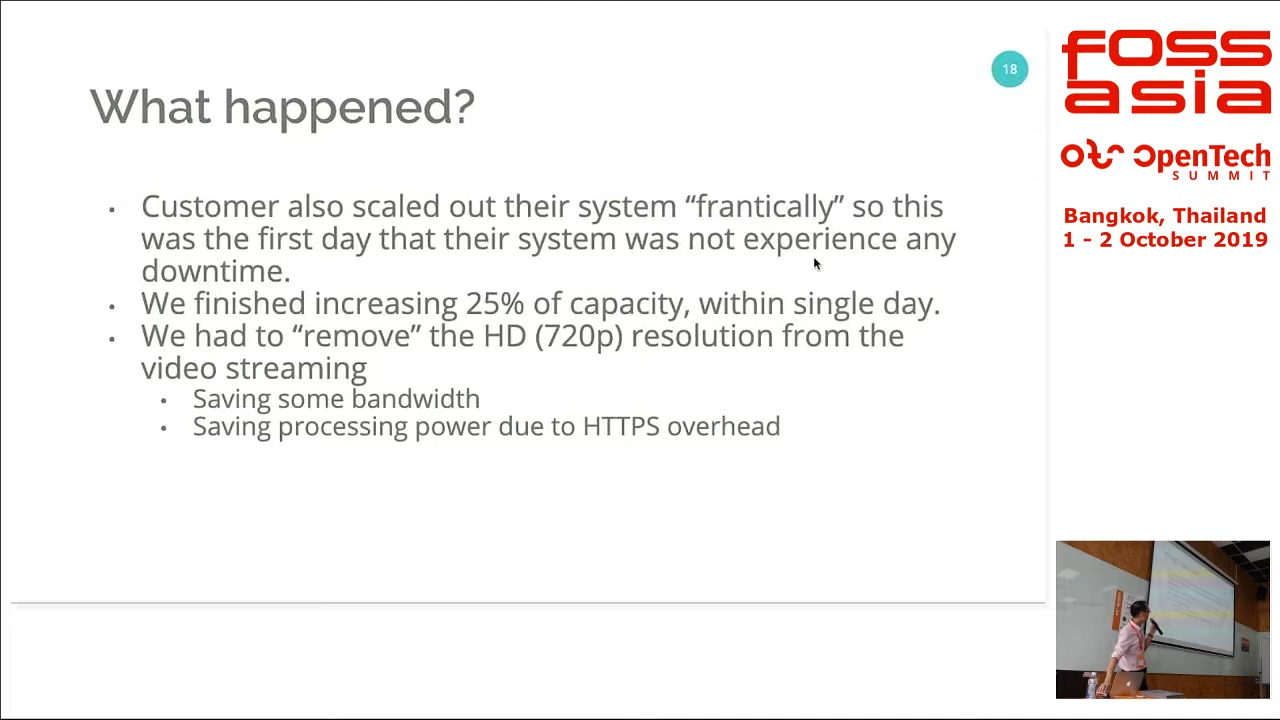 18
What happened?
• Customer also scaled out their system “frantically” so this
was the first day that their system was not experience any
downtime.
• We finished increasing 25% of capacity, within single day.
• We had to “remove” the HD (720p) resolution from the
video streaming
• Saving some bandwidth
• Saving processing power due to HTTPS overhead
foss
asia
OpenTech
SUMMIT
Bangkok, Thailand
1 - 2 October 2019